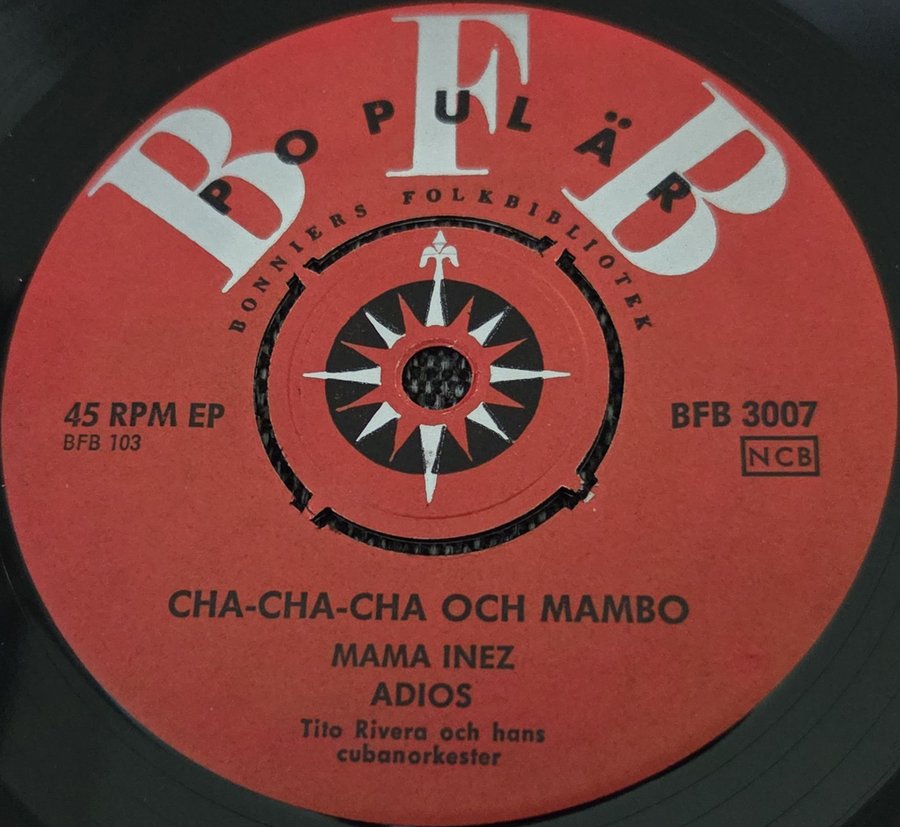 BFB
POPULÄR
BONNIERS FOLKBIBLIOTEK
45 RPM EP
BFB 103
BFB 3007
NCB
CHA-CHA-CHA OCH MAMBO
MAMA INEZ
ADIOS
Tito Rivera och hans
cubanorkester